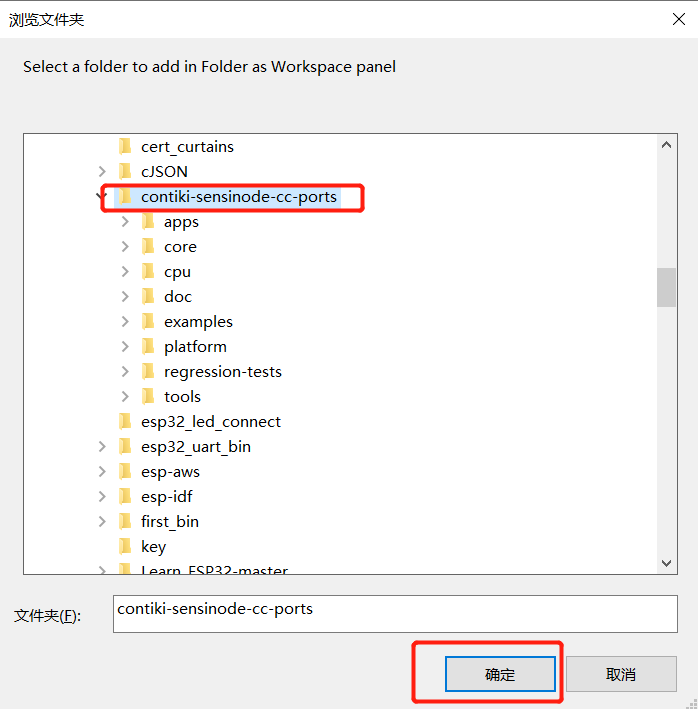 浏览文件夹
Select a folder to add in Folder as Workspace panel
cert_curtains
cJSON
contiki-sensinode-cc-ports
apps
core
cpu
doc
examples
platform
regression-tests
tools
esp32_led_connect
esp32_uart_bin
esp-aws
esp-idf
first_bin
key
Learn_ESP32-master
文件夹(F):
contiki-sensinode-cc-ports
确定
取消